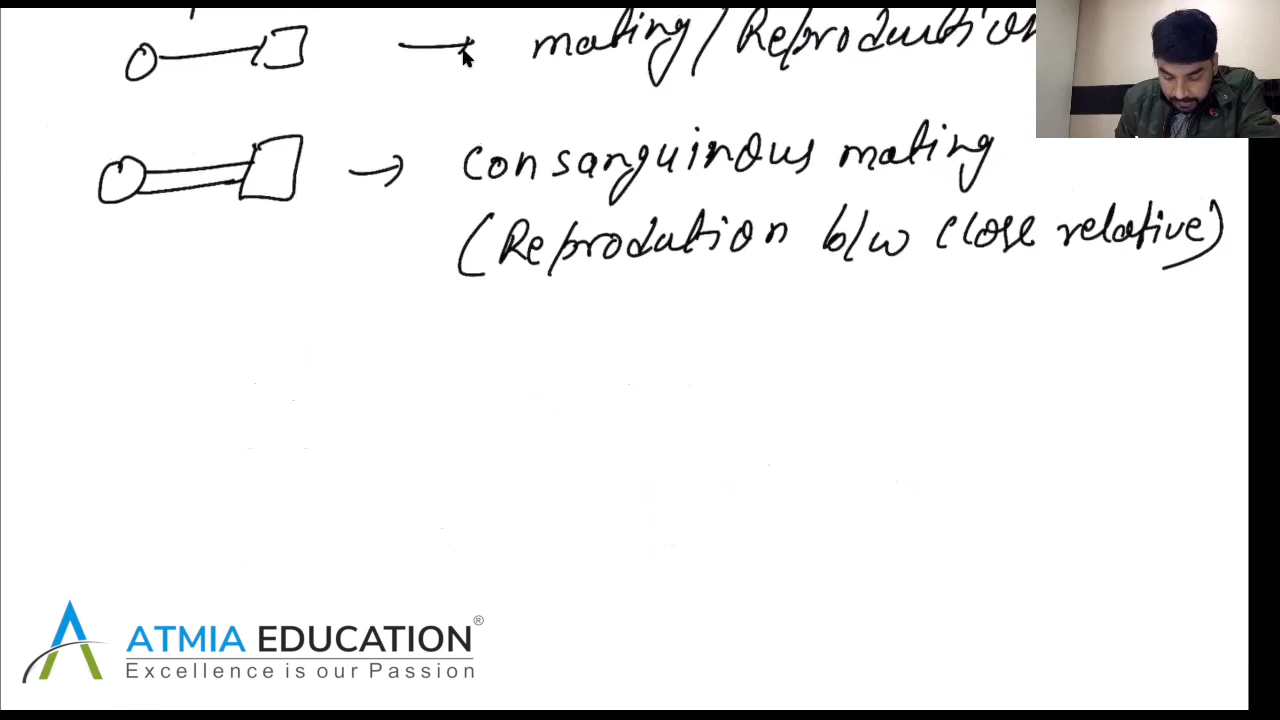 mating/Reproduction
Consanguinous mating
(Reproduction b/w close relative)
ATMIA EDUCATION®
Excellence is our Passion